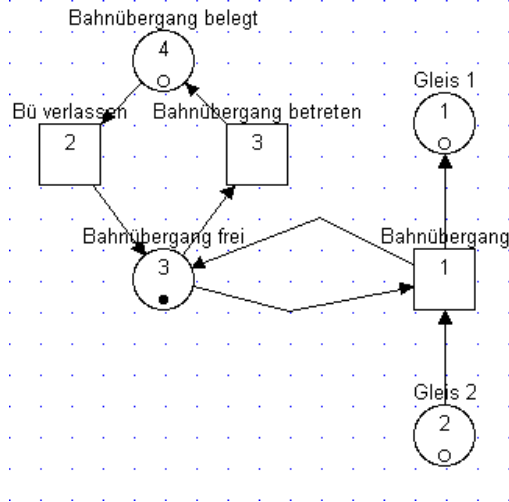 Bahnübergang belegt
4
Gleis 1
1
Bü verlassen
2
Bahnübergang betreten
3
Bahnübergang frei
3
Bahnübergang
1
Gleis 2
2